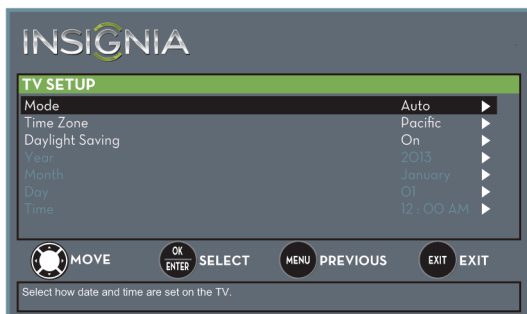 INSIGNIA
TV SETUP
Mode Auto
Time Zone Pacific
Daylight Saving On
Year 2013
Month January
Day 01
Time 12 : 00 AM
MOVE OK ENTER SELECT MENU PREVIOUS EXIT EXIT
Select how date and time are set on the TV.